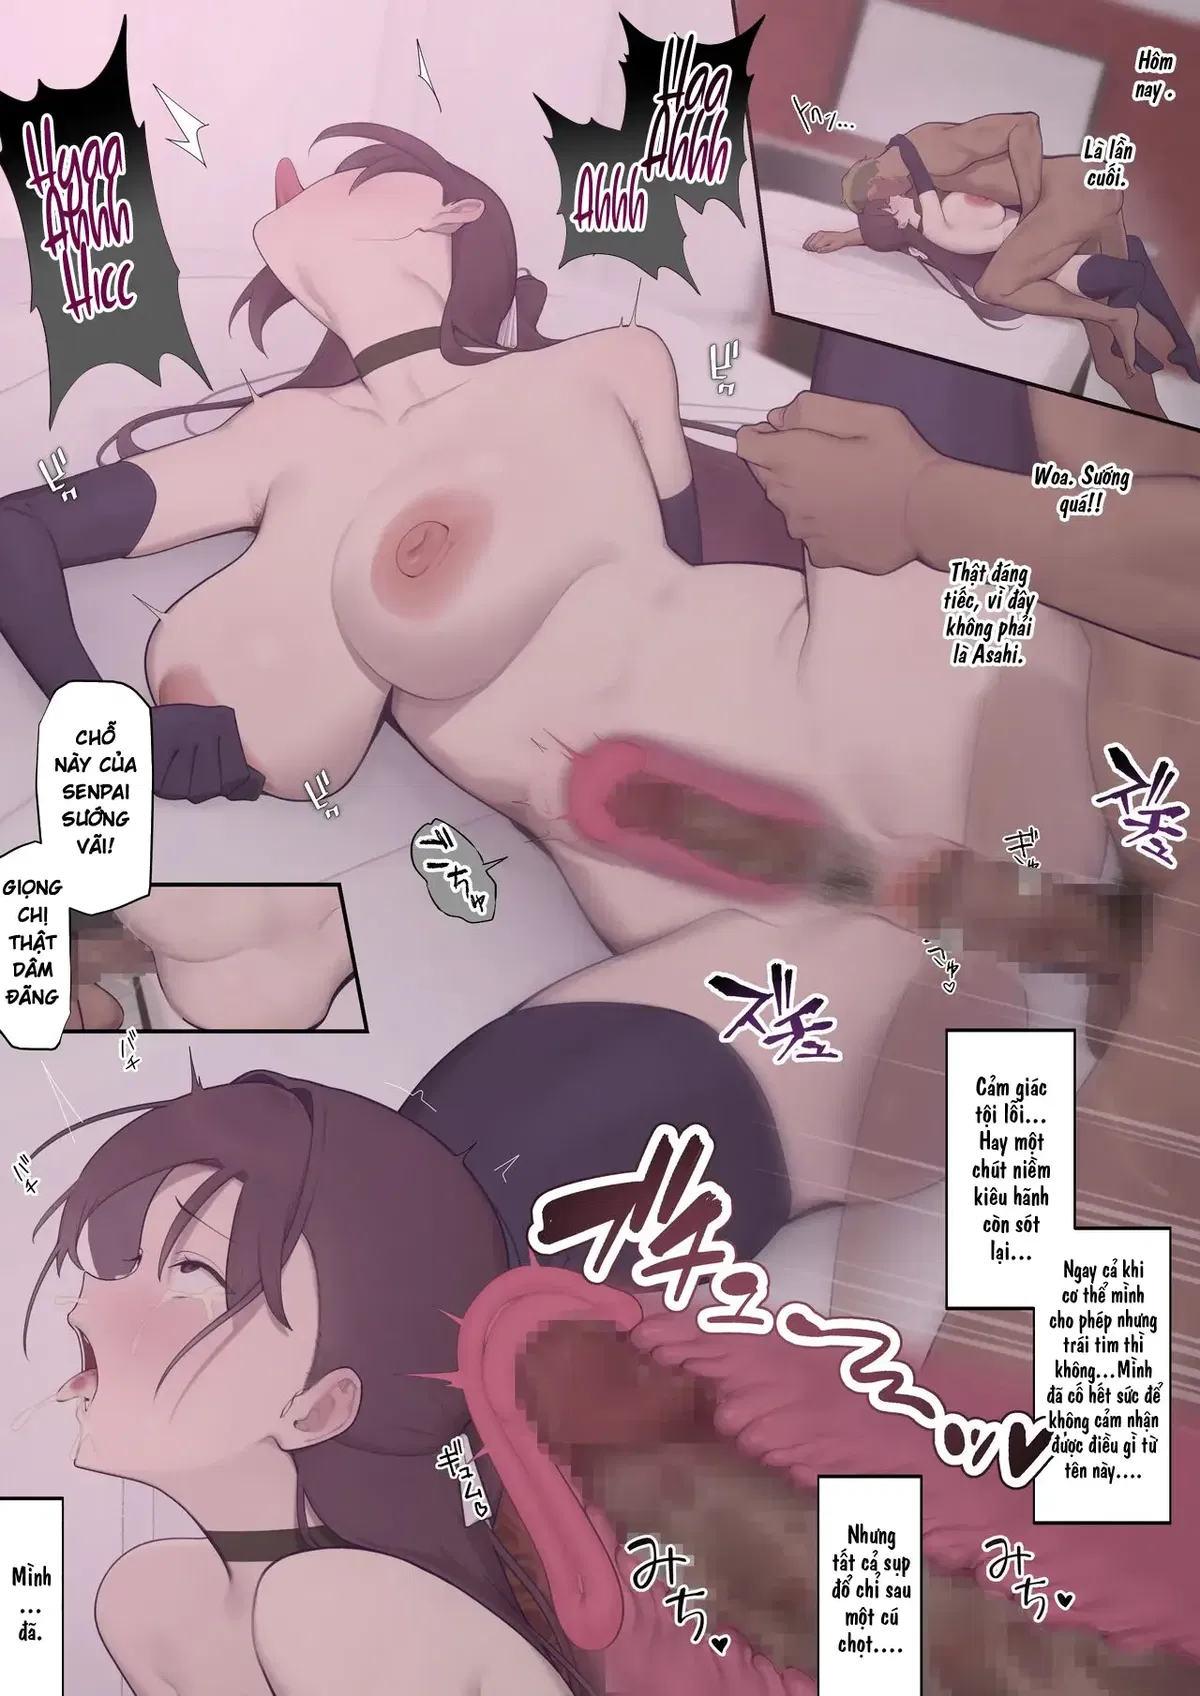 Hôm
nay .
Là lần
cuối.
トクン…
Haa
Ahhh
Ahhh
Hyaa
Ahhh
Hicc
Woa. Sướng
quá!!
Thật đáng
tiếc, vì đây
không phải
là Asahi.
CHỖ
NÀY CỦA
SENPAI
SƯỚNG
VÃI!
GIỌNG
CHỊ
THẬT
DÂM
ĐÃNG
Cảm giác
tội lỗi...
Hay một
chút niềm
kiêu hãnh
còn sót
lại...
Ngay cả khi
cơ thể mình
cho phép nhưng
trái tim thì
không...Mình
đã cố hết sức để
không cảm nhận
được điều gì từ
tên này....
みち♥
みち♥
Nhưng
tất cả sụp
đổ chỉ sau
một cú
chọt....
Mình
...
đã.